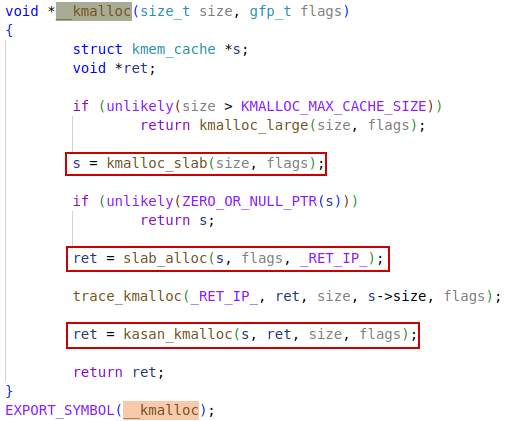 void *__kmalloc(size_t size, gfp_t flags)
{
struct kmem_cache *s;
void *ret;
if (unlikely(size > KMALLOC_MAX_CACHE_SIZE))
return kmalloc_large(size, flags);
s = kmalloc_slab(size, flags);
if (unlikely(ZERO_OR_NULL_PTR(s)))
return s;
ret = slab_alloc(s, flags, _RET_IP_);
trace_kmalloc(_RET_IP_, ret, size, s->size, flags);
ret = kasan_kmalloc(s, ret, size, flags);
return ret;
}
EXPORT_SYMBOL(__kmalloc);